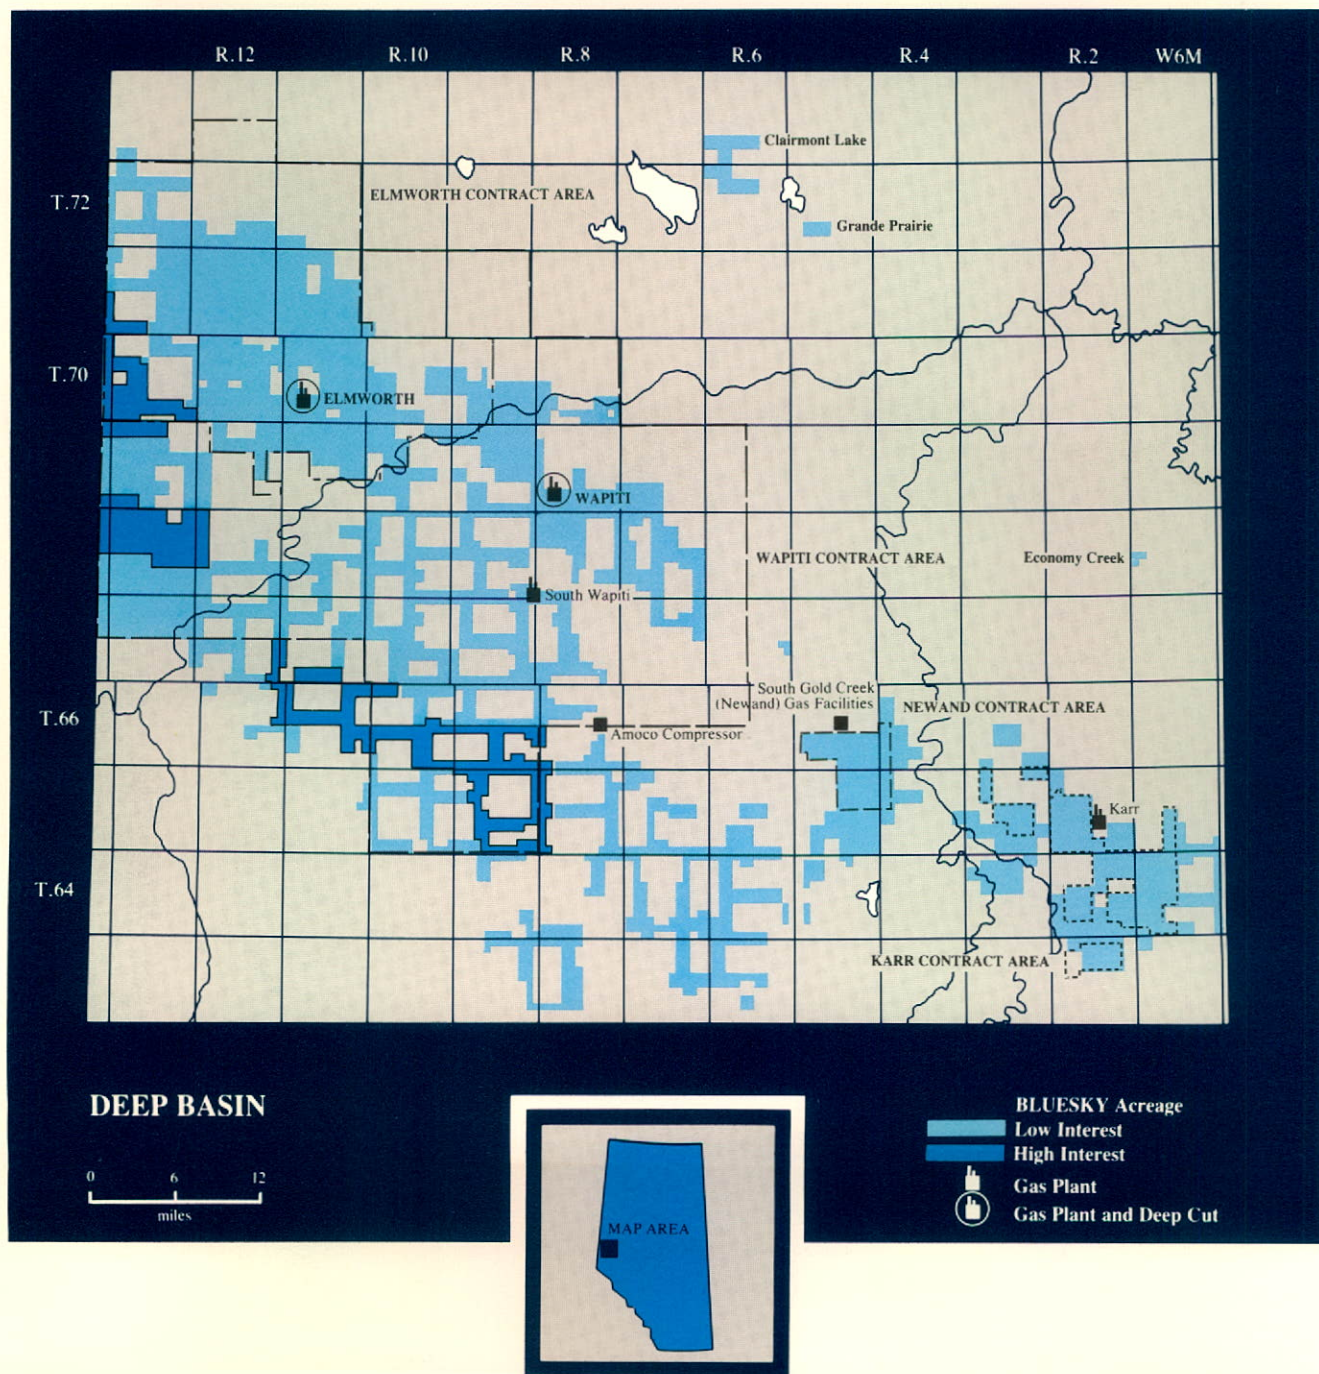 R.12 R.10 R.8 R.6 R.4 R.2 W6M
Clairmont Lake
ELMWORTH CONTRACT AREA
T.72
Grande Prairie
T.70
ELMWORTH
WAPITI
WAPITI CONTRACT AREA
Economy Creek
South Wapiti
South Gold Creek
(Newand) Gas Facilities
NEWAND CONTRACT AREA
T.66
Amoco Compressor
Karr
T.64
KARR CONTRACT AREA
DEEP BASIN
0 6 12
miles
MAP AREA
BLUESKY Acreage
Low Interest
High Interest
Gas Plant
Gas Plant and Deep Cut